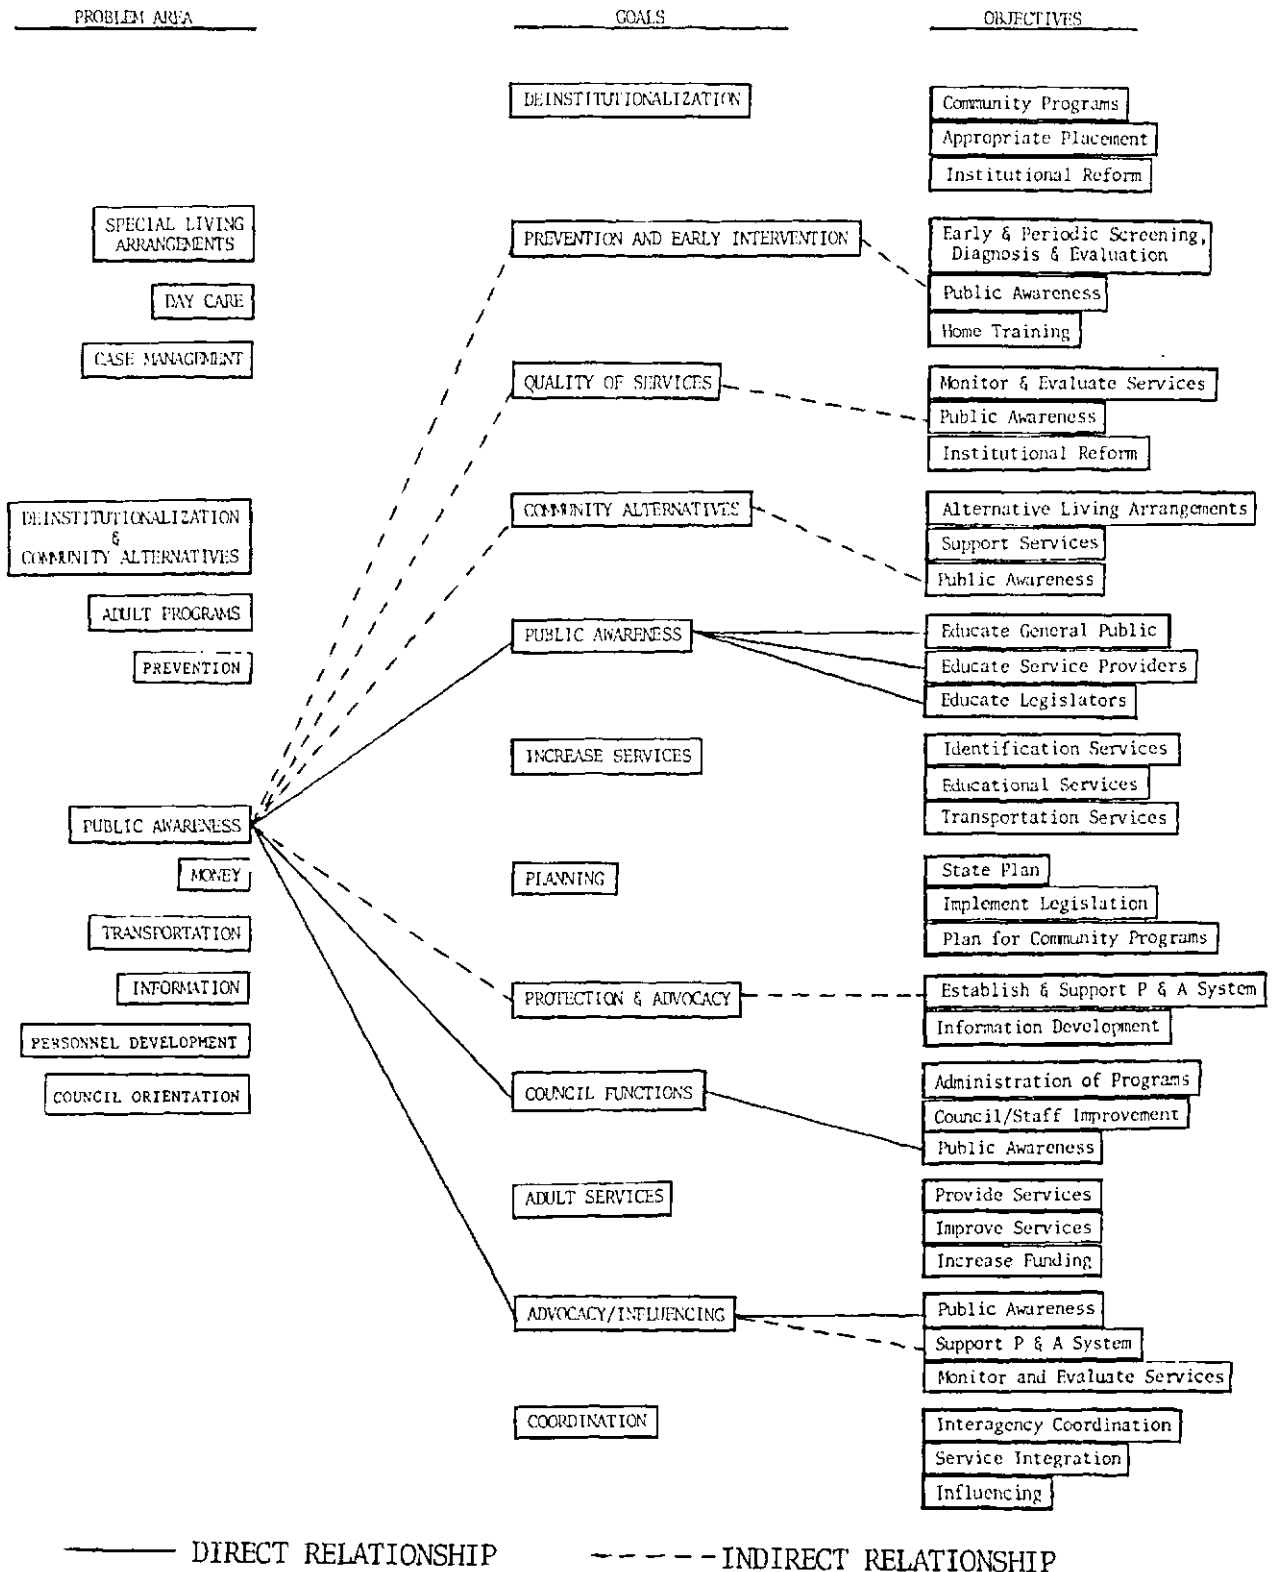 PROBLEM AREA
GOALS
OBJECTIVES
DEINSTITUTIONALIZATION
Community Programs
Appropriate Placement
Institutional Reform
SPECIAL LIVING
ARRANGEMENTS
DAY CARE
CASE MANAGEMENT
PREVENTION AND EARLY INTERVENTION
Early & Periodic Screening,
Diagnosis & Evaluation
Public Awareness
Home Training
QUALITY OF SERVICES
Monitor & Evaluate Services
Public Awareness
Institutional Reform
DEINSTITUTIONALIZATION
&
COMMUNITY ALTERNATIVES
ADULT PROGRAMS
PREVENTION
COMMUNITY ALTERNATIVES
Alternative Living Arrangements
Support Services
Public Awareness
PUBLIC AWARENESS
Educate General Public
Educate Service Providers
Educate Legislators
INCREASE SERVICES
Identification Services
Educational Services
Transportation Services
PUBLIC AWARENESS
MONEY
TRANSPORTATION
INFORMATION
PERSONNEL DEVELOPMENT
COUNCIL ORIENTATION
PLANNING
State Plan
Implement Legislation
Plan for Community Programs
PROTECTION & ADVOCACY
Establish & Support P & A System
Information Development
COUNCIL FUNCTIONS
Administration of Programs
Council/Staff Improvement
Public Awareness
ADULT SERVICES
Provide Services
Improve Services
Increase Funding
ADVOCACY/INFLUENCING
Public Awareness
Support P & A System
Monitor and Evaluate Services
COORDINATION
Interagency Coordination
Service Integration
Influencing
DIRECT RELATIONSHIP
INDIRECT RELATIONSHIP